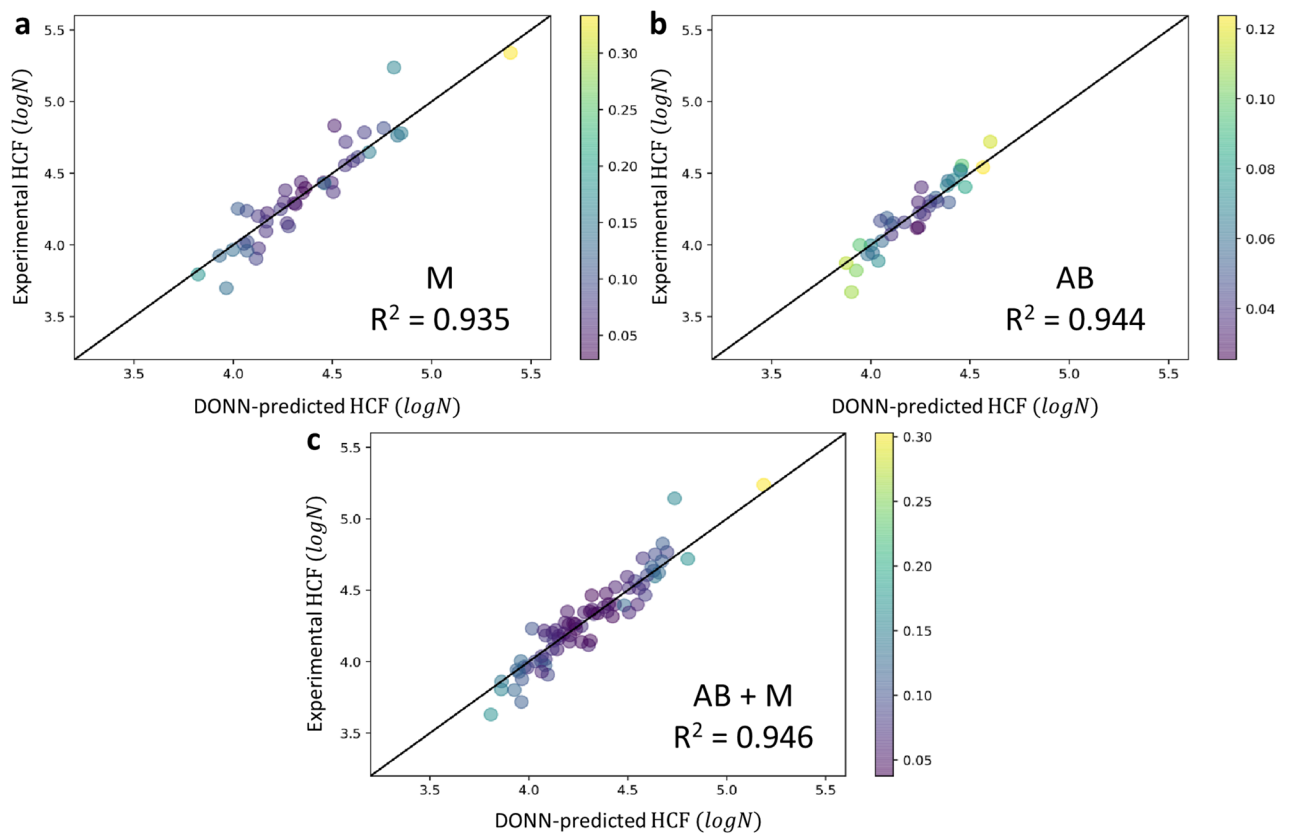 a
Experimental HCF (logN)
5.5
5.0
4.5
4.0
3.5
3.5 4.0 4.5 5.0 5.5
DONN-predicted HCF (logN)
M
R² = 0.935
0.30
0.25
0.20
0.15
0.10
0.05
b
Experimental HCF (logN)
5.5
5.0
4.5
4.0
3.5
3.5 4.0 4.5 5.0 5.5
DONN-predicted HCF (logN)
AB
R² = 0.944
0.12
0.10
0.08
0.06
0.04
c
Experimental HCF (logN)
5.5
5.0
4.5
4.0
3.5
3.5 4.0 4.5 5.0 5.5
DONN-predicted HCF (logN)
AB + M
R² = 0.946
0.30
0.25
0.20
0.15
0.10
0.05